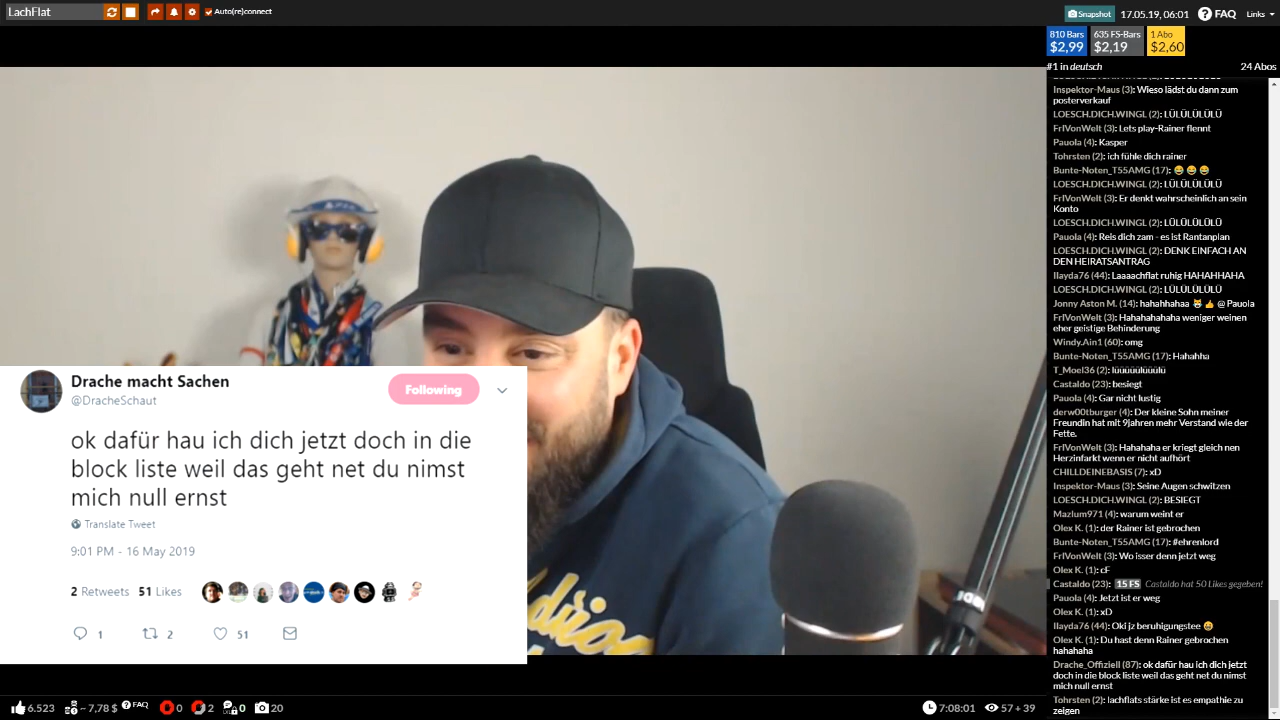 LachFlat
Auto(re)connect
Snapshot
17.05.19, 06:01
FAQ
Links
810 Bars
$2,99
635 FS-Bars
$2,19
1 Abo
$2,60
#1 in deutsch
24 Abos
Inspektor-Maus (3): Wieso lädst du dann zum
posterverkauf
LOESCH.DICH.WINGL (2): LÜLÜLÜLÜLÜ
FrlVonWelt (3): Lets play-Rainer flennt
Pauola (4): Kasper
Tohrsten (2): ich fühle dich rainer
Bunte-Noten_T55AMG (17): 😂 😂 😂
LOESCH.DICH.WINGL (2): LÜLÜLÜLÜLÜ
FrlVonWelt (3): Er denkt wahrscheinlich an sein
Konto
LOESCH.DICH.WINGL (2): LÜLÜLÜLÜLÜ
Pauola (4): Reis dich zam - es ist Rantanplan
LOESCH.DICH.WINGL (2): DENK EINFACH AN
DEN HEIRATSANTRAG
Ilayda76 (44): Laaaachflat ruhig HAHAHHAHA
LOESCH.DICH.WINGL (2): LÜLÜLÜLÜLÜ
Jonny Aston M. (14): hahahhahaa 😹 👍 @ Pauola
FrlVonWelt (3): Hahahahahaha weniger weinen
eher geistige Behinderung
Windy.Ain1 (60): omg
Bunte-Noten_T55AMG (17): Hahahha
T_Moel36 (2): lüüüülüüülü
Castaldo (23): besiegt
Pauola (4): Gar nicht lustig
derw00tburger (4): Der kleine Sohn meiner
Freundin hat mit 9Jahren mehr Verstand wie der
Fette.
FrlVonWelt (3): Hahahaha er kriegt gleich nen
Herzinfarkt wenn er nicht aufhört
CHILLDEINEBASIS (7): xD
Inspektor-Maus (3): Seine Augen schwitzen
LOESCH.DICH.WINGL (2): BESIEGT
Mazlum971 (4): warum weint er
Olex K. (1): der Rainer ist gebrochen
Bunte-Noten_T55AMG (17): #ehrenlord
FrlVonWelt (3): Wo isser denn jetzt weg
Olex K. (1): cF
Castaldo (23): 15 FS Castaldo hat 50 Likes gegeben!
Pauola (4): Jetzt ist er weg
Olex K. (1): xD
Ilayda76 (44): Oki jz beruhigungstee 😄
Olex K. (1): Du hast denn Rainer gebrochen
hahahaha
Drache_Offiziell (87): ok dafür hau ich dich jetzt
doch in die block liste weil das geht net du nimst
mich null ernst
Tohrsten (2): lachflats stärke ist es empathie zu
zeigen
Drache macht Sachen
@DracheSchaut
Following
ok dafür hau ich dich jetzt doch in die
block liste weil das geht net du nimst
mich null ernst
Translate Tweet
9:01 PM - 16 May 2019
2 Retweets 51 Likes
1
2
51
6.523
~ 7,78 $
FAQ
0
2
0
20
7:08:01
57 + 39